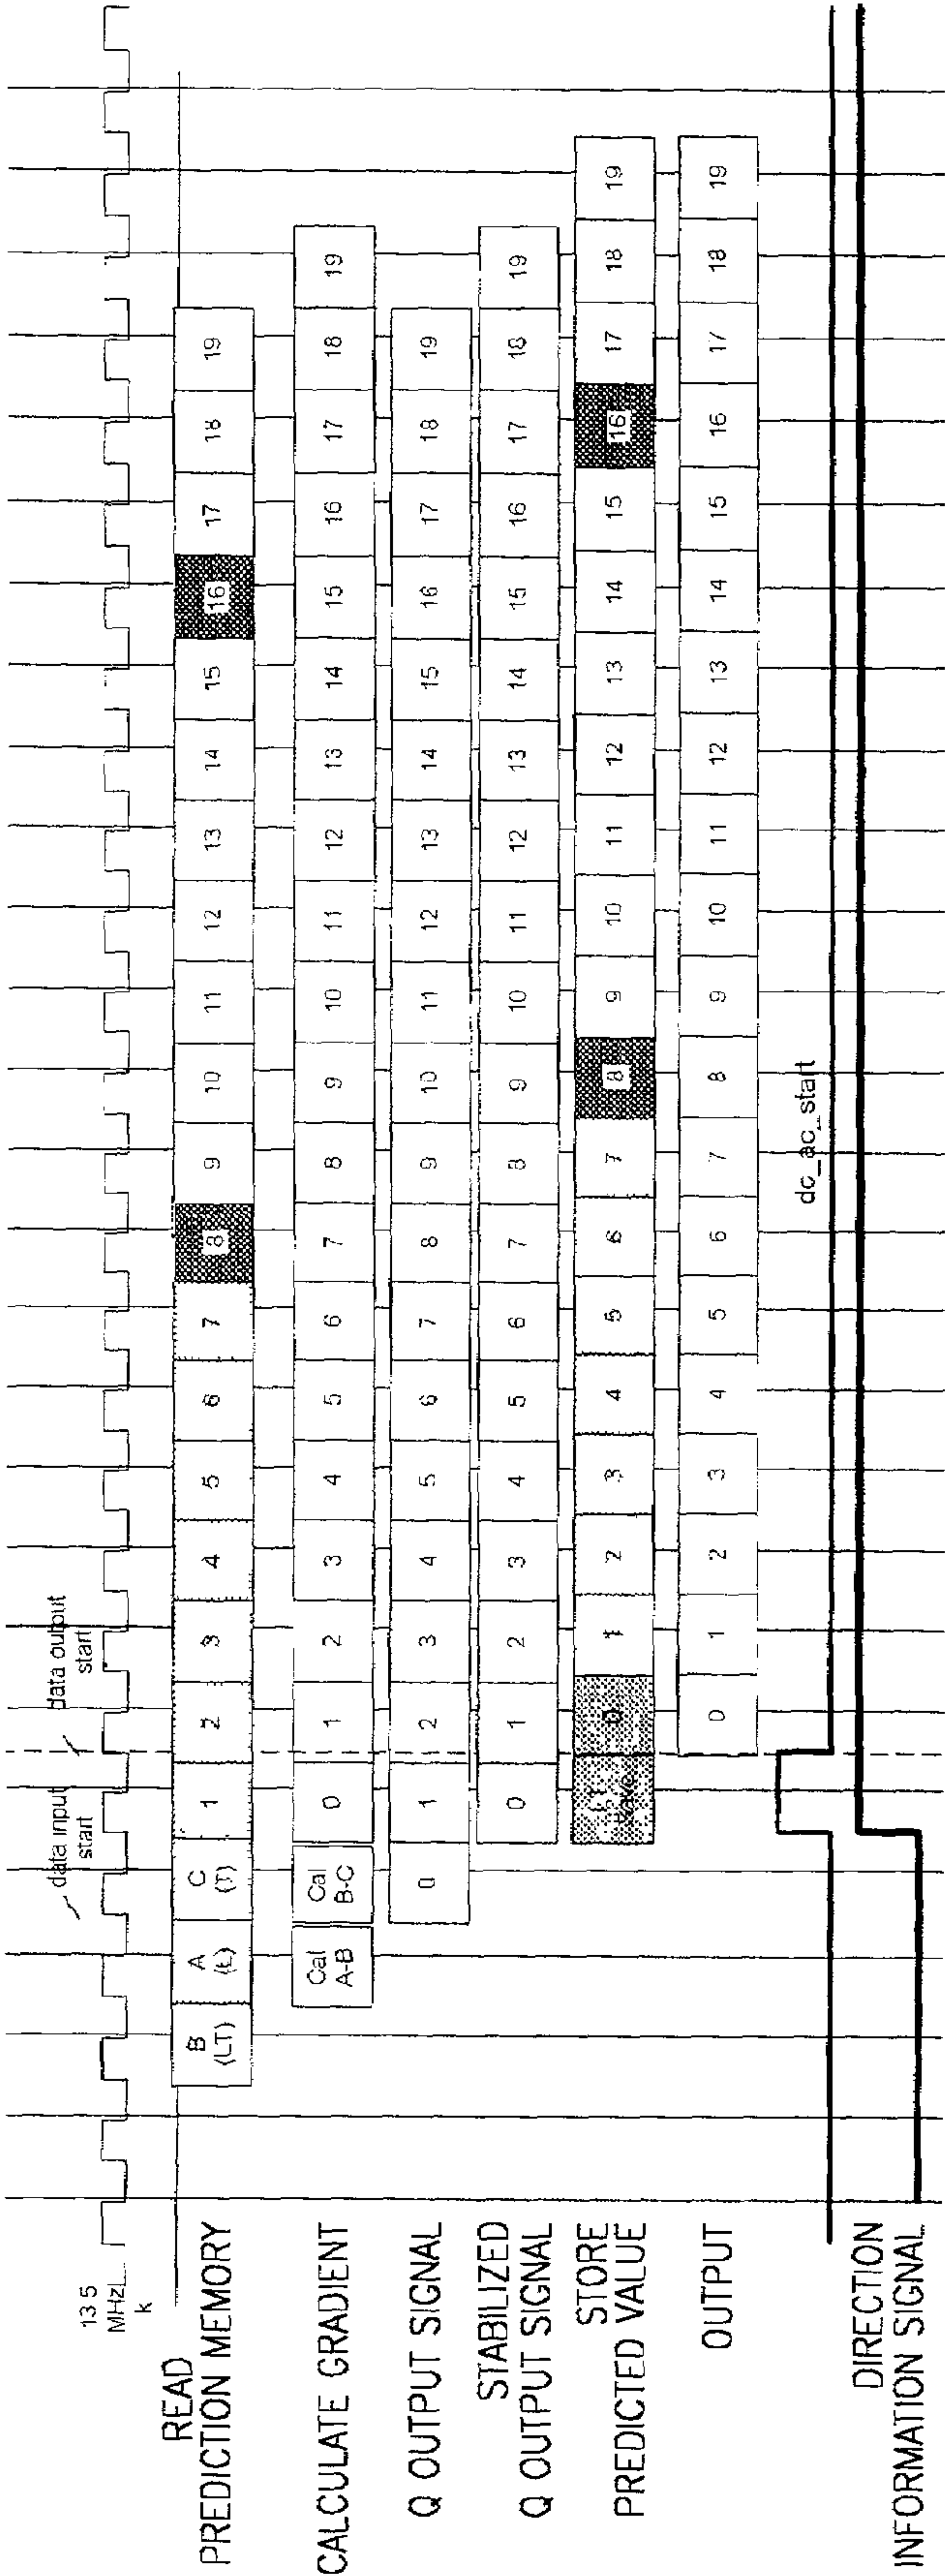 13 5
MHz
k
data input
start
data output
start
READ
PREDICTION MEMORY
B
(LT)
A
(L)
C
(T)
1 2 3 4 5 6 7 8 9 10 11 12 13 14 15 16 17 18 19
CALCULATE GRADIENT
Cal
A-B
Cal
B-C
0 1 2 3 4 5 6 7 8 9 10 11 12 13 14 15 16 17 18 19
Q OUTPUT SIGNAL
0 1 2 3 4 5 6 7 8 9 10 11 12 13 14 15 16 17 18 19
STABILIZED
Q OUTPUT SIGNAL
0 1 2 3 4 5 6 7 8 9 10 11 12 13 14 15 16 17 18 19
STORE
PREDICTED VALUE
1 2 3 4 5 6 7 8 9 10 11 12 13 14 15 16 17 18 19
OUTPUT
0 1 2 3 4 5 6 7 8 9 10 11 12 13 14 15 16 17 18 19
dc_ac_start
DIRECTION
INFORMATION SIGNAL